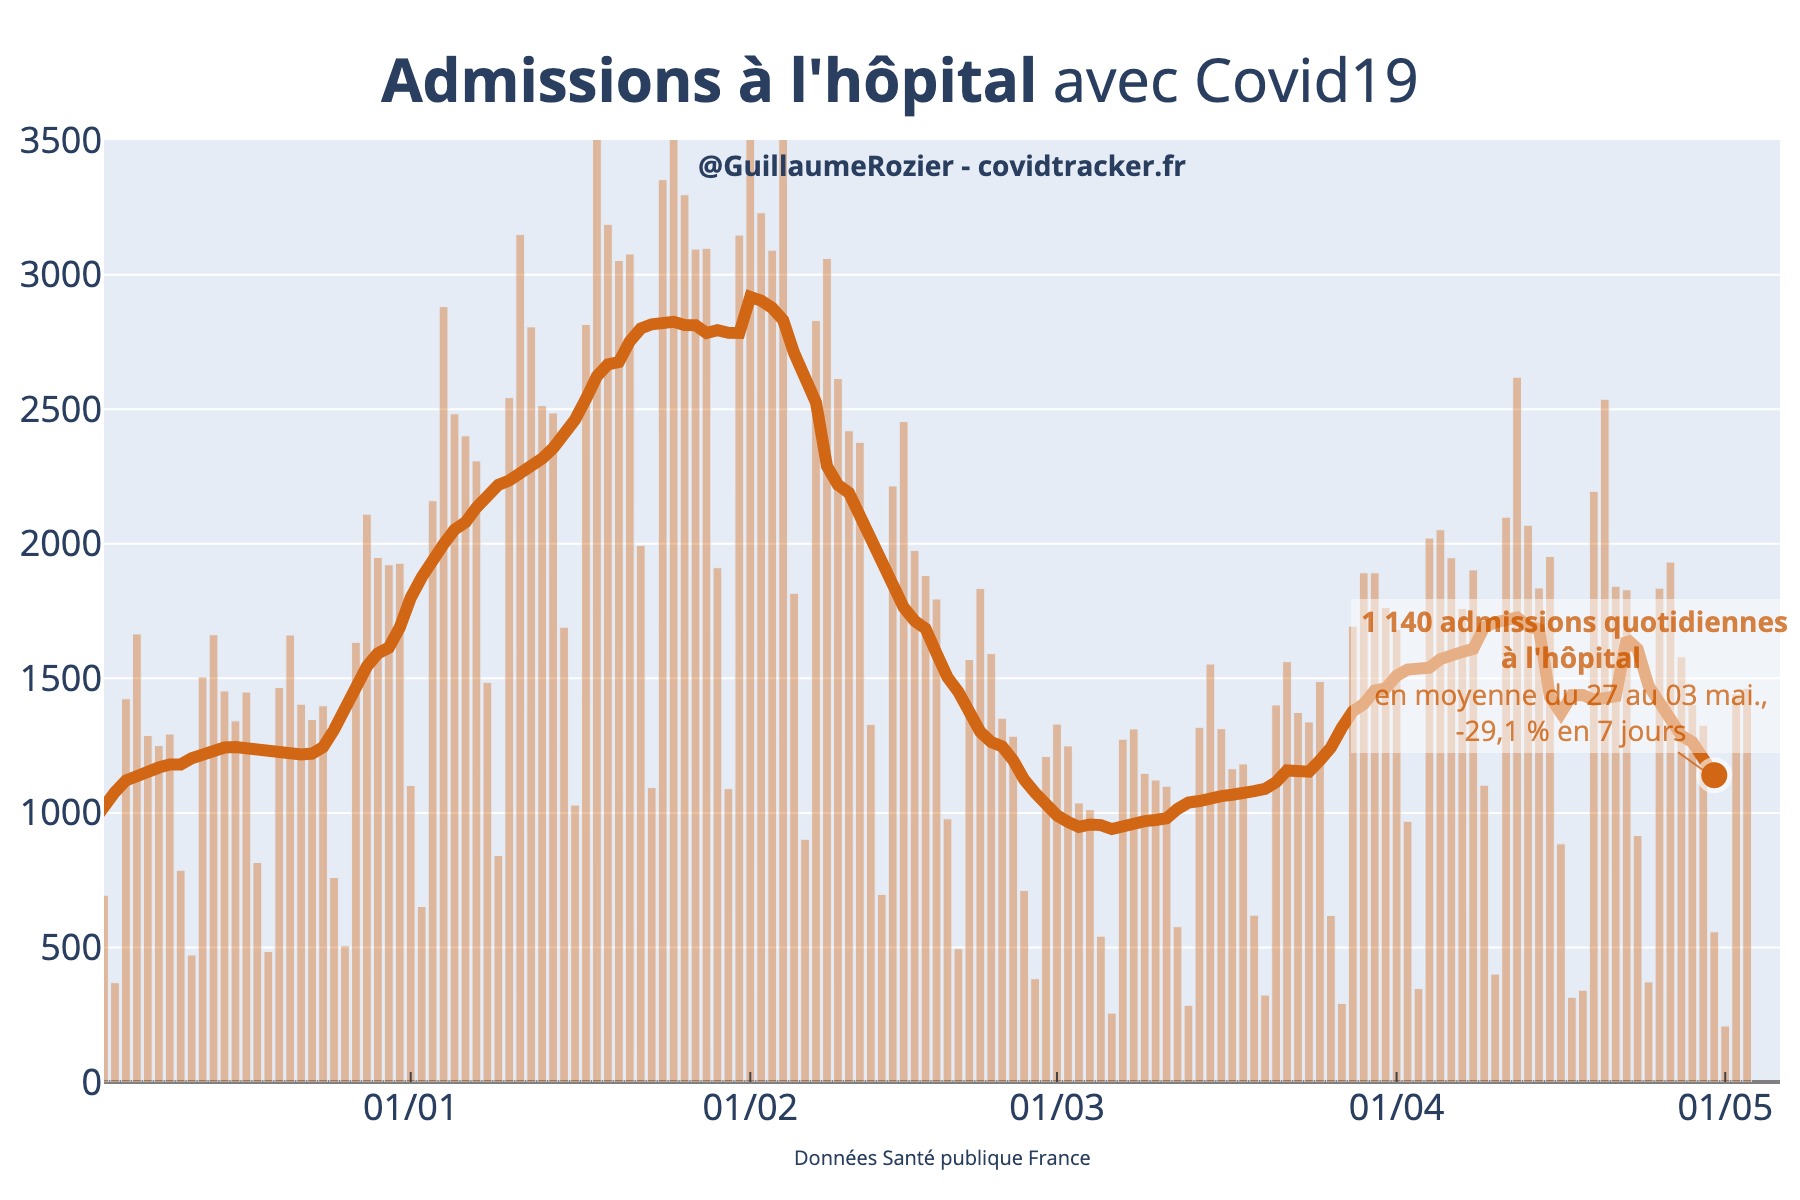 Admissions à l'hôpital avec Covid19
@GuillaumeRozier - covidtracker.fr
3500
3000
2500
2000
1500
1000
500
0
1 140 admissions quotidiennes
à l'hôpital
en moyenne du 27 au 03 mai.,
-29,1 % en 7 jours
01/01 01/02 01/03 01/04 01/05
Données Santé publique France